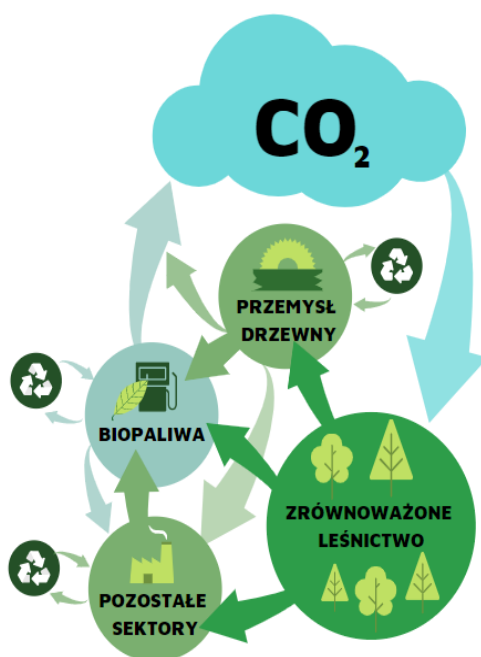 CO₂
PRZEMYSŁ
DRZEWNY
BIOPALIWA
ZRÓWNOWAŻONE
LEŚNICTWO
POZOSTAŁE
SEKTORY